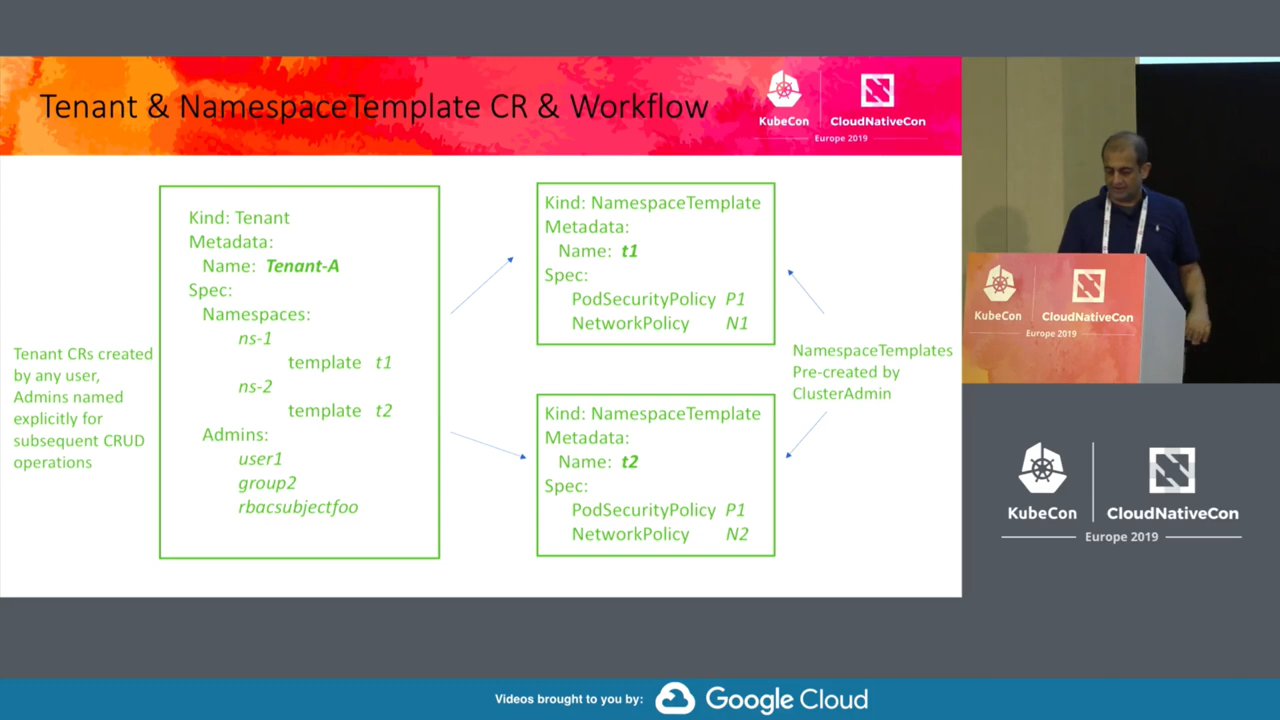 Tenant & NamespaceTemplate CR & Workflow
KubeCon
CloudNativeCon
Europe 2019
Tenant CRs created
by any user,
Admins named
explicitly for
subsequent CRUD
operations
Kind: Tenant
Metadata:
Name: Tenant-A
Spec:
Namespaces:
ns-1
template t1
ns-2
template t2
Admins:
user1
group2
rbacsubjectfoo
Kind: NamespaceTemplate
Metadata:
Name: t1
Spec:
PodSecurityPolicy P1
NetworkPolicy N1
Kind: NamespaceTemplate
Metadata:
Name: t2
Spec:
PodSecurityPolicy P1
NetworkPolicy N2
NamespaceTemplates
Pre-created by
ClusterAdmin
KubeCon
CloudNativeCon
Europe 2019
KubeCon
CloudNativeCon
Europe 2019
Videos brought to you by: Google Cloud